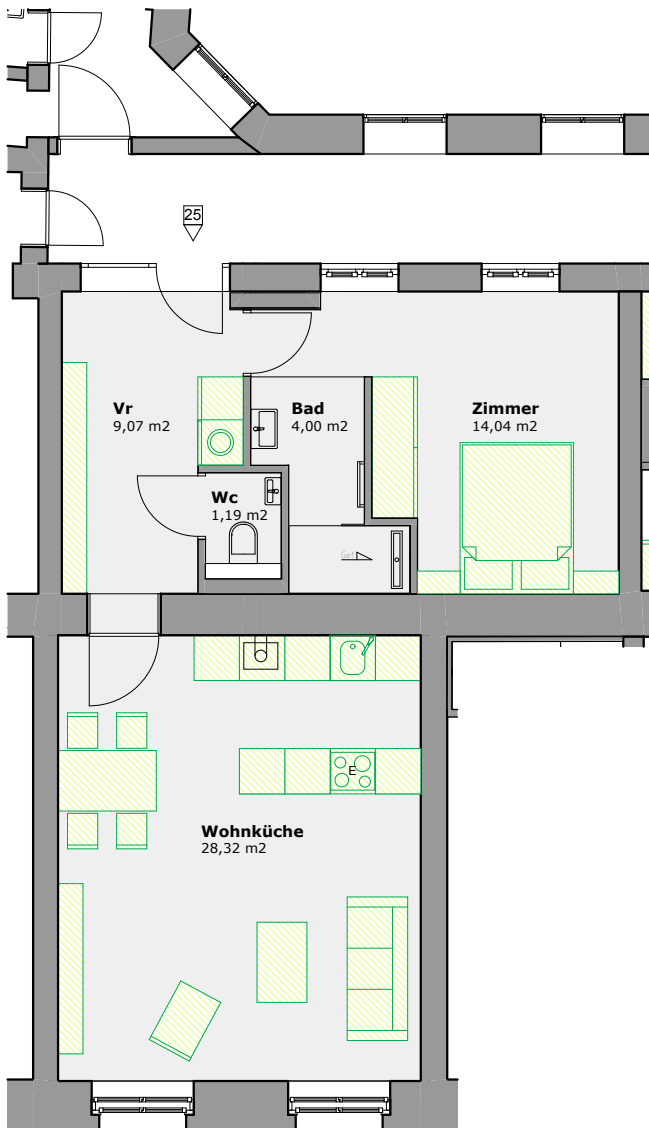 25
Vr
9,07 m2
Bad
4,00 m2
Zimmer
14,04 m2
Wc
1,19 m2
Gef
E
Wohnküche
28,32 m2